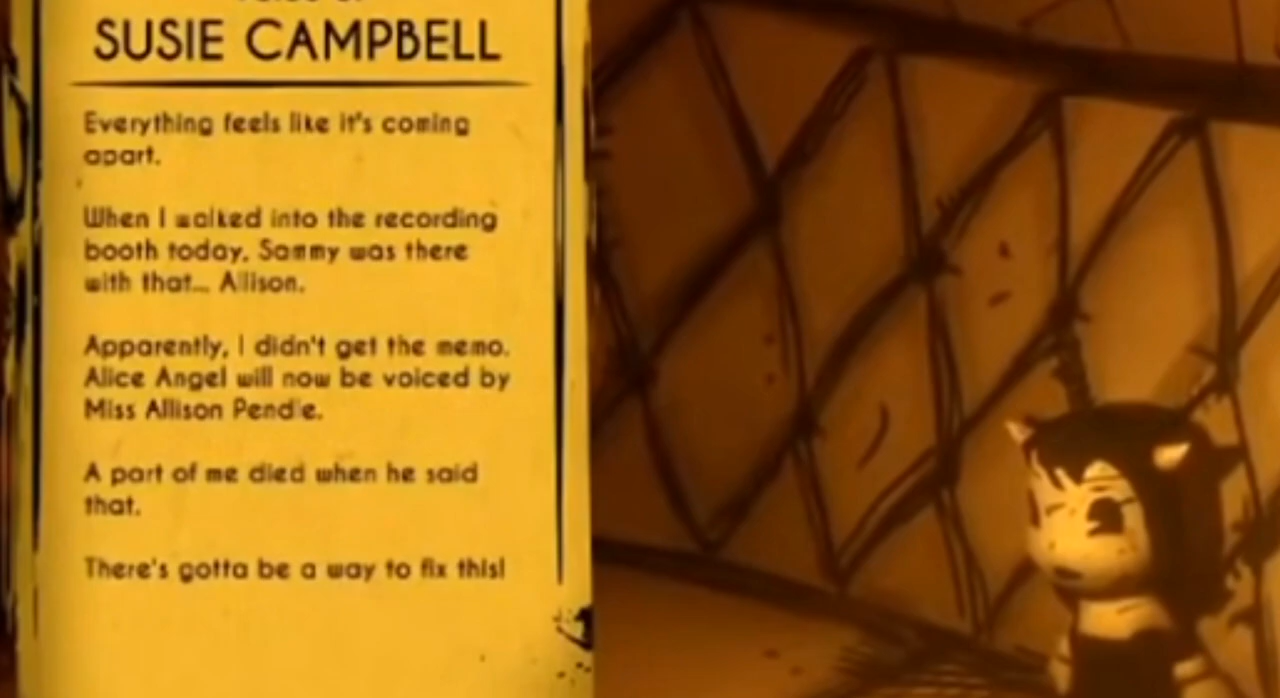 SUSIE CAMPBELL
Everything feels like it's coming
apart.
When I walked into the recording
booth today, Sammy was there
with that... Allison.
Apparently, I didn't get the memo.
Alice Angel will now be voiced by
Miss Allison Pendle.
A part of me died when he said
that.
There's gotta be a way to fix this!